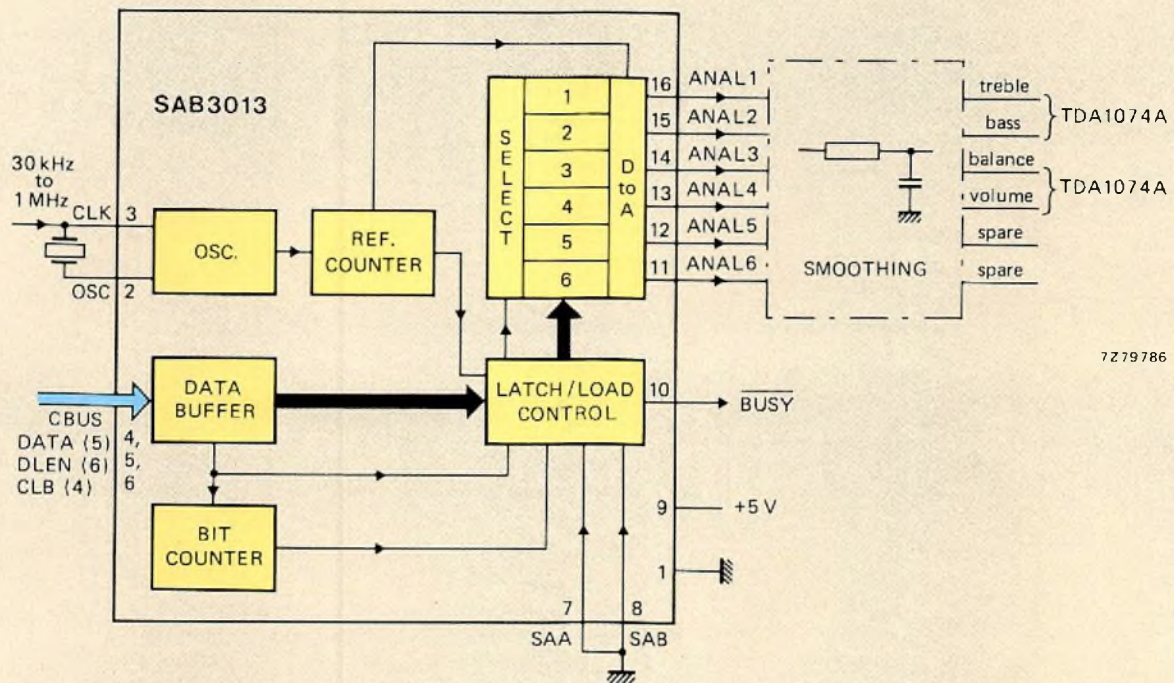 SAB3013
30 kHz
to
1 MHz
CLK 3
OSC 2
OSC.
REF.
COUNTER
SELECT
1
2
3
4
5
6
D to A
16 ANAL1
15 ANAL2
14 ANAL3
13 ANAL4
12 ANAL5
11 ANAL6
SMOOTHING
treble
bass
TDA1074A
balance
volume
TDA1074A
spare
spare
7Z79786
DATA
BUFFER
CBUS
DATA (5) 4,
DLEN (6) 5,
CLB (4) 6
LATCH/LOAD
CONTROL
10
BUSY
BIT
COUNTER
9 +5 V
1
7 8
SAA SAB